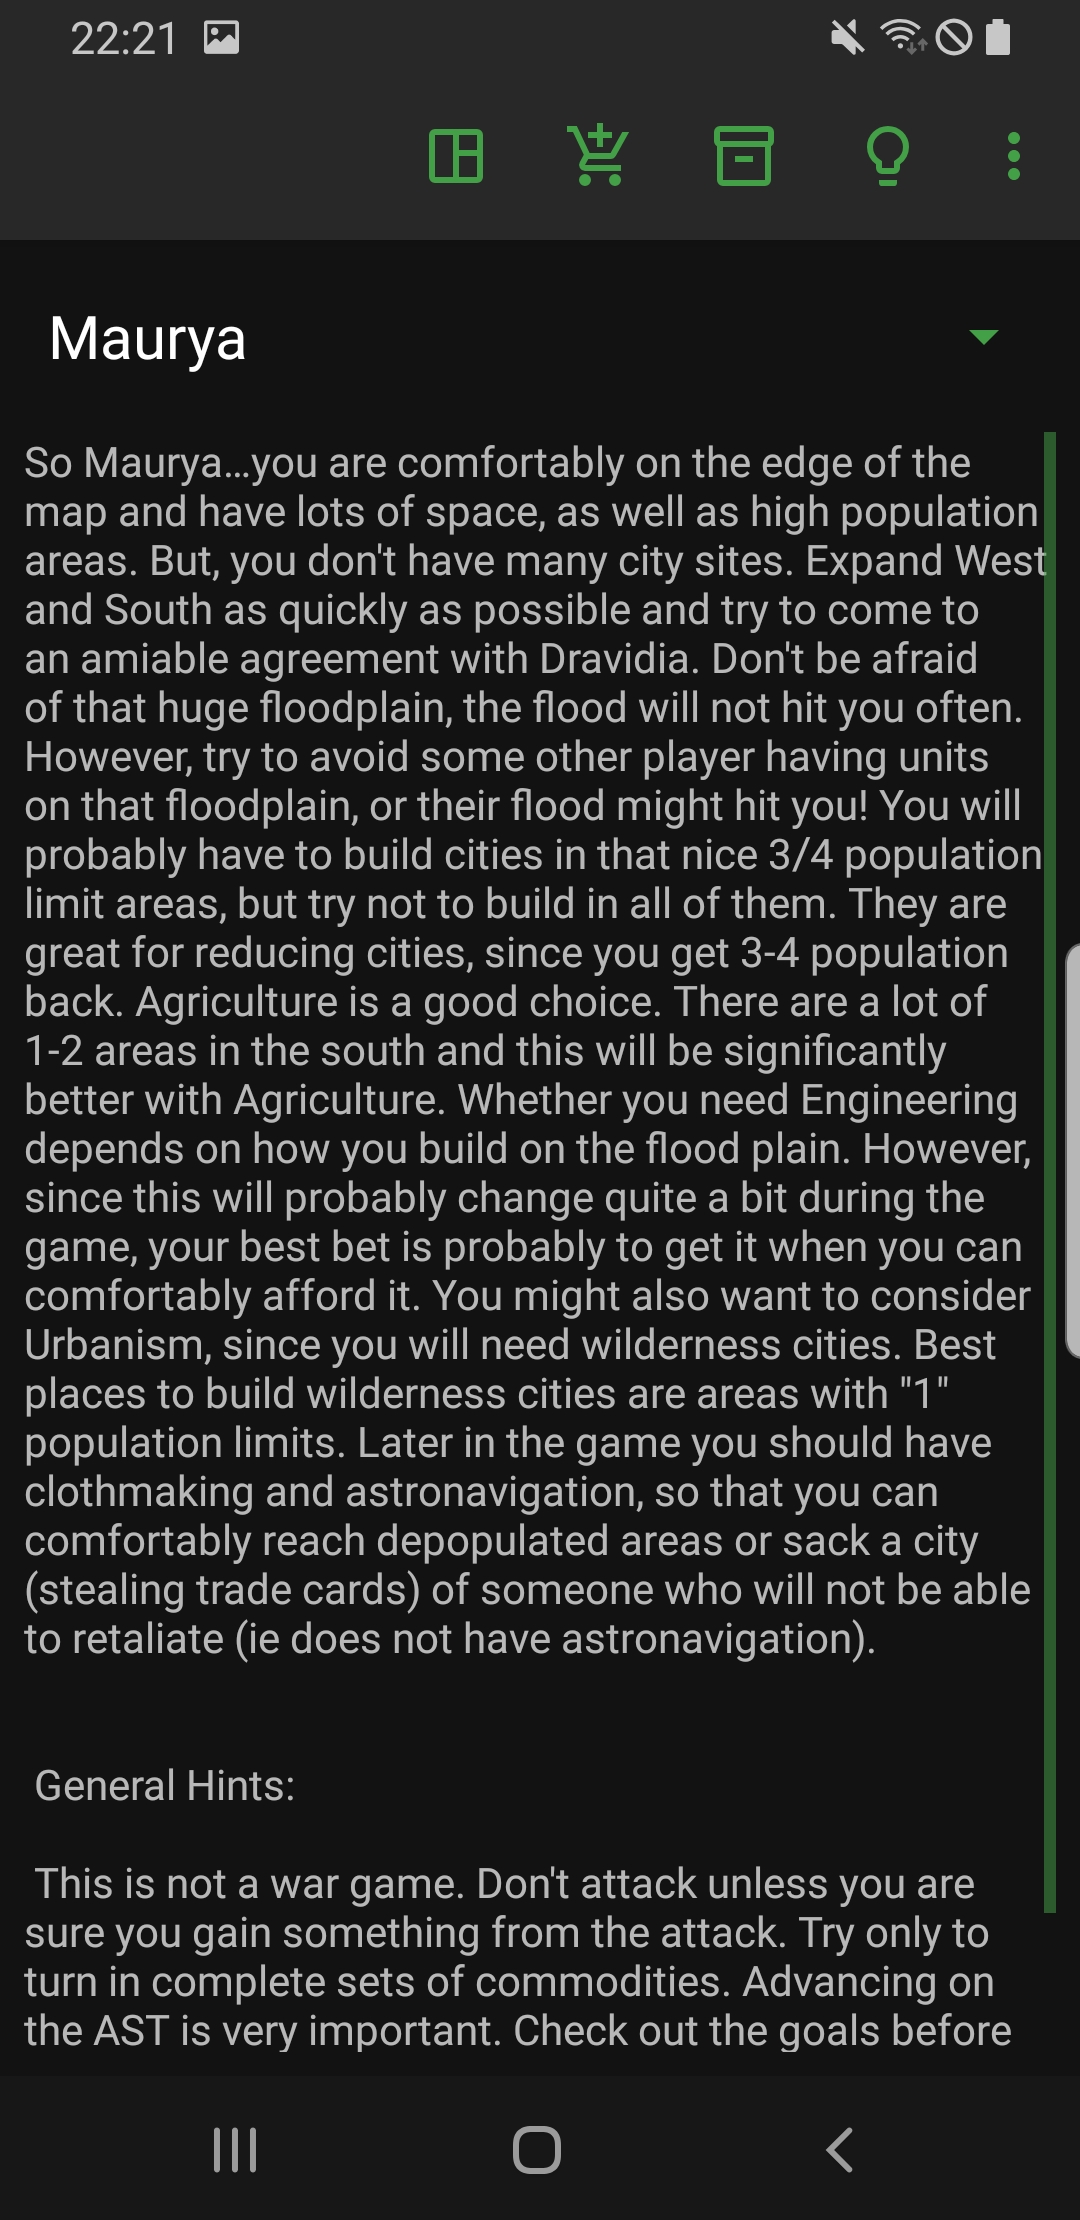 22:21
Maurya
So Maurya...you are comfortably on the edge of the
map and have lots of space, as well as high population
areas. But, you don't have many city sites. Expand West
and South as quickly as possible and try to come to
an amiable agreement with Dravidia. Don't be afraid
of that huge floodplain, the flood will not hit you often.
However, try to avoid some other player having units
on that floodplain, or their flood might hit you! You will
probably have to build cities in that nice 3/4 population
limit areas, but try not to build in all of them. They are
great for reducing cities, since you get 3-4 population
back. Agriculture is a good choice. There are a lot of
1-2 areas in the south and this will be significantly
better with Agriculture. Whether you need Engineering
depends on how you build on the flood plain. However,
since this will probably change quite a bit during the
game, your best bet is probably to get it when you can
comfortably afford it. You might also want to consider
Urbanism, since you will need wilderness cities. Best
places to build wilderness cities are areas with "1"
population limits. Later in the game you should have
clothmaking and astronavigation, so that you can
comfortably reach depopulated areas or sack a city
(stealing trade cards) of someone who will not be able
to retaliate (ie does not have astronavigation).
General Hints:
This is not a war game. Don't attack unless you are
sure you gain something from the attack. Try only to
turn in complete sets of commodities. Advancing on
the AST is very important. Check out the goals before